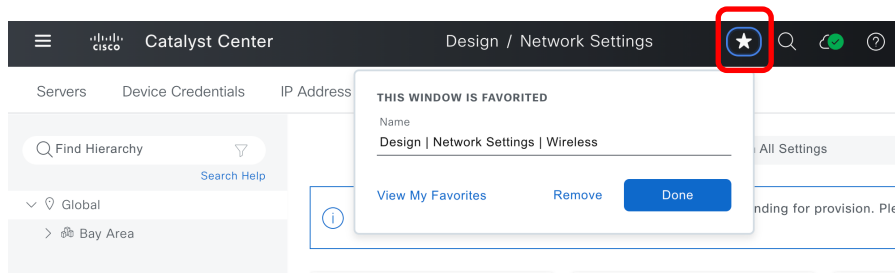 CISCO Catalyst Center
Design / Network Settings
Servers Device Credentials IP Address
THIS WINDOW IS FAVORITED
Name
Design | Network Settings | Wireless
View My Favorites Remove Done
Find Hierarchy
Search Help
Global
Bay Area
All Settings
nding for provision. Ple